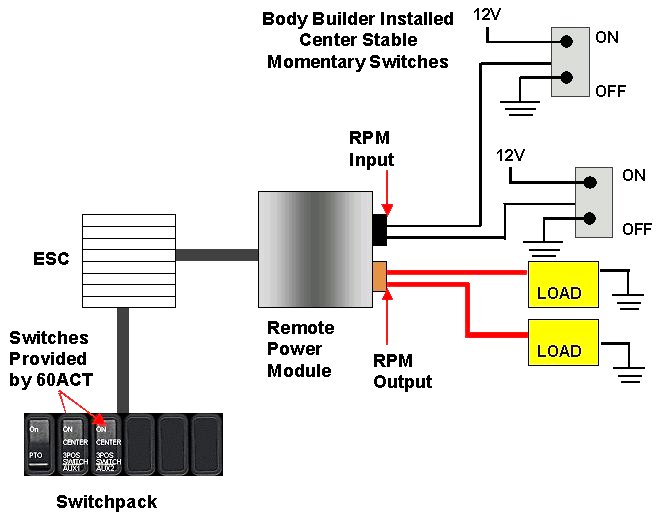 Body Builder Installed
Center Stable
Momentary Switches
12V
ON
OFF
RPM
Input
12V
ON
OFF
ESC
LOAD
LOAD
Remote
Power
Module
RPM
Output
Switches
Provided
by 60ACT
On
PTO
ON
CENTER
3POS
SWITCH
AUX1
ON
CENTER
3POS
SWITCH
AUX2
Switchpack